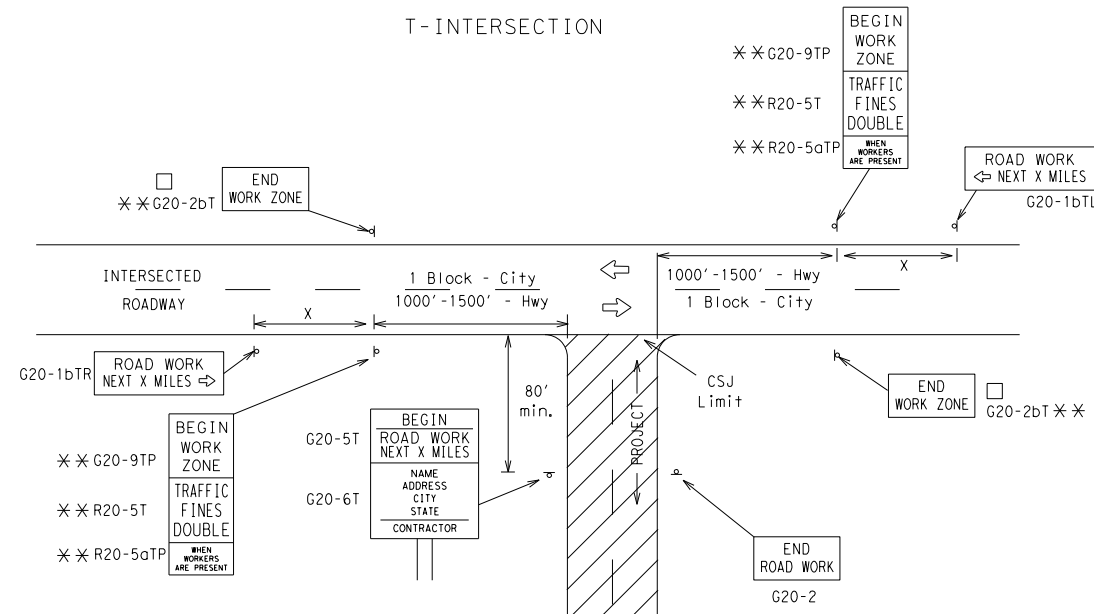 T-INTERSECTION
✳✳G20-9TP
BEGIN
WORK
ZONE
✳✳R20-5T
TRAFFIC
FINES
DOUBLE
✳✳R20-5aTP
WHEN
WORKERS
ARE PRESENT
ROAD WORK
⇦ NEXT X MILES
G20-1bTL
□
✳✳G20-2bT
END
WORK ZONE
INTERSECTED
ROADWAY
X
1 Block - City
1000'-1500' - Hwy
⇦
⇨
1000'-1500' - Hwy
1 Block - City
X
G20-1bTR
ROAD WORK
NEXT X MILES ⇨
80'
min.
CSJ
Limit
PROJECT
END
WORK ZONE
□
G20-2bT ✳✳
✳✳ G20-9TP
BEGIN
WORK
ZONE
✳✳ R20-5T
TRAFFIC
FINES
DOUBLE
✳✳ R20-5aTP
WHEN
WORKERS
ARE PRESENT
G20-5T
BEGIN
ROAD WORK
NEXT X MILES
G20-6T
NAME
ADDRESS
CITY
STATE
CONTRACTOR
END
ROAD WORK
G20-2